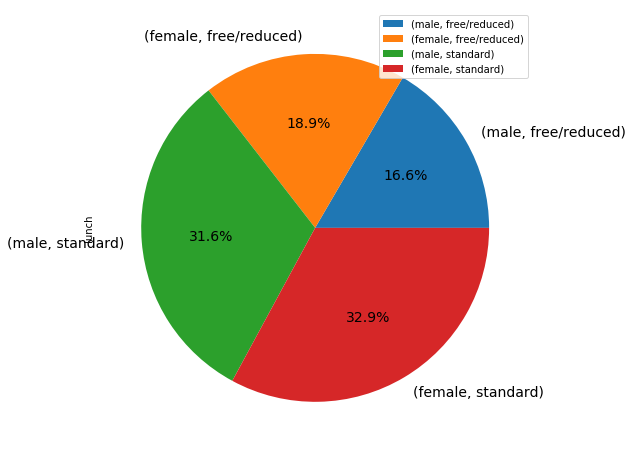 (female, free/reduced)
(male, free/reduced)
(female, free/reduced)
(male, standard)
(female, standard)
18.9%
(male, free/reduced)
16.6%
lunch
(male, standard)
31.6%
32.9%
(female, standard)